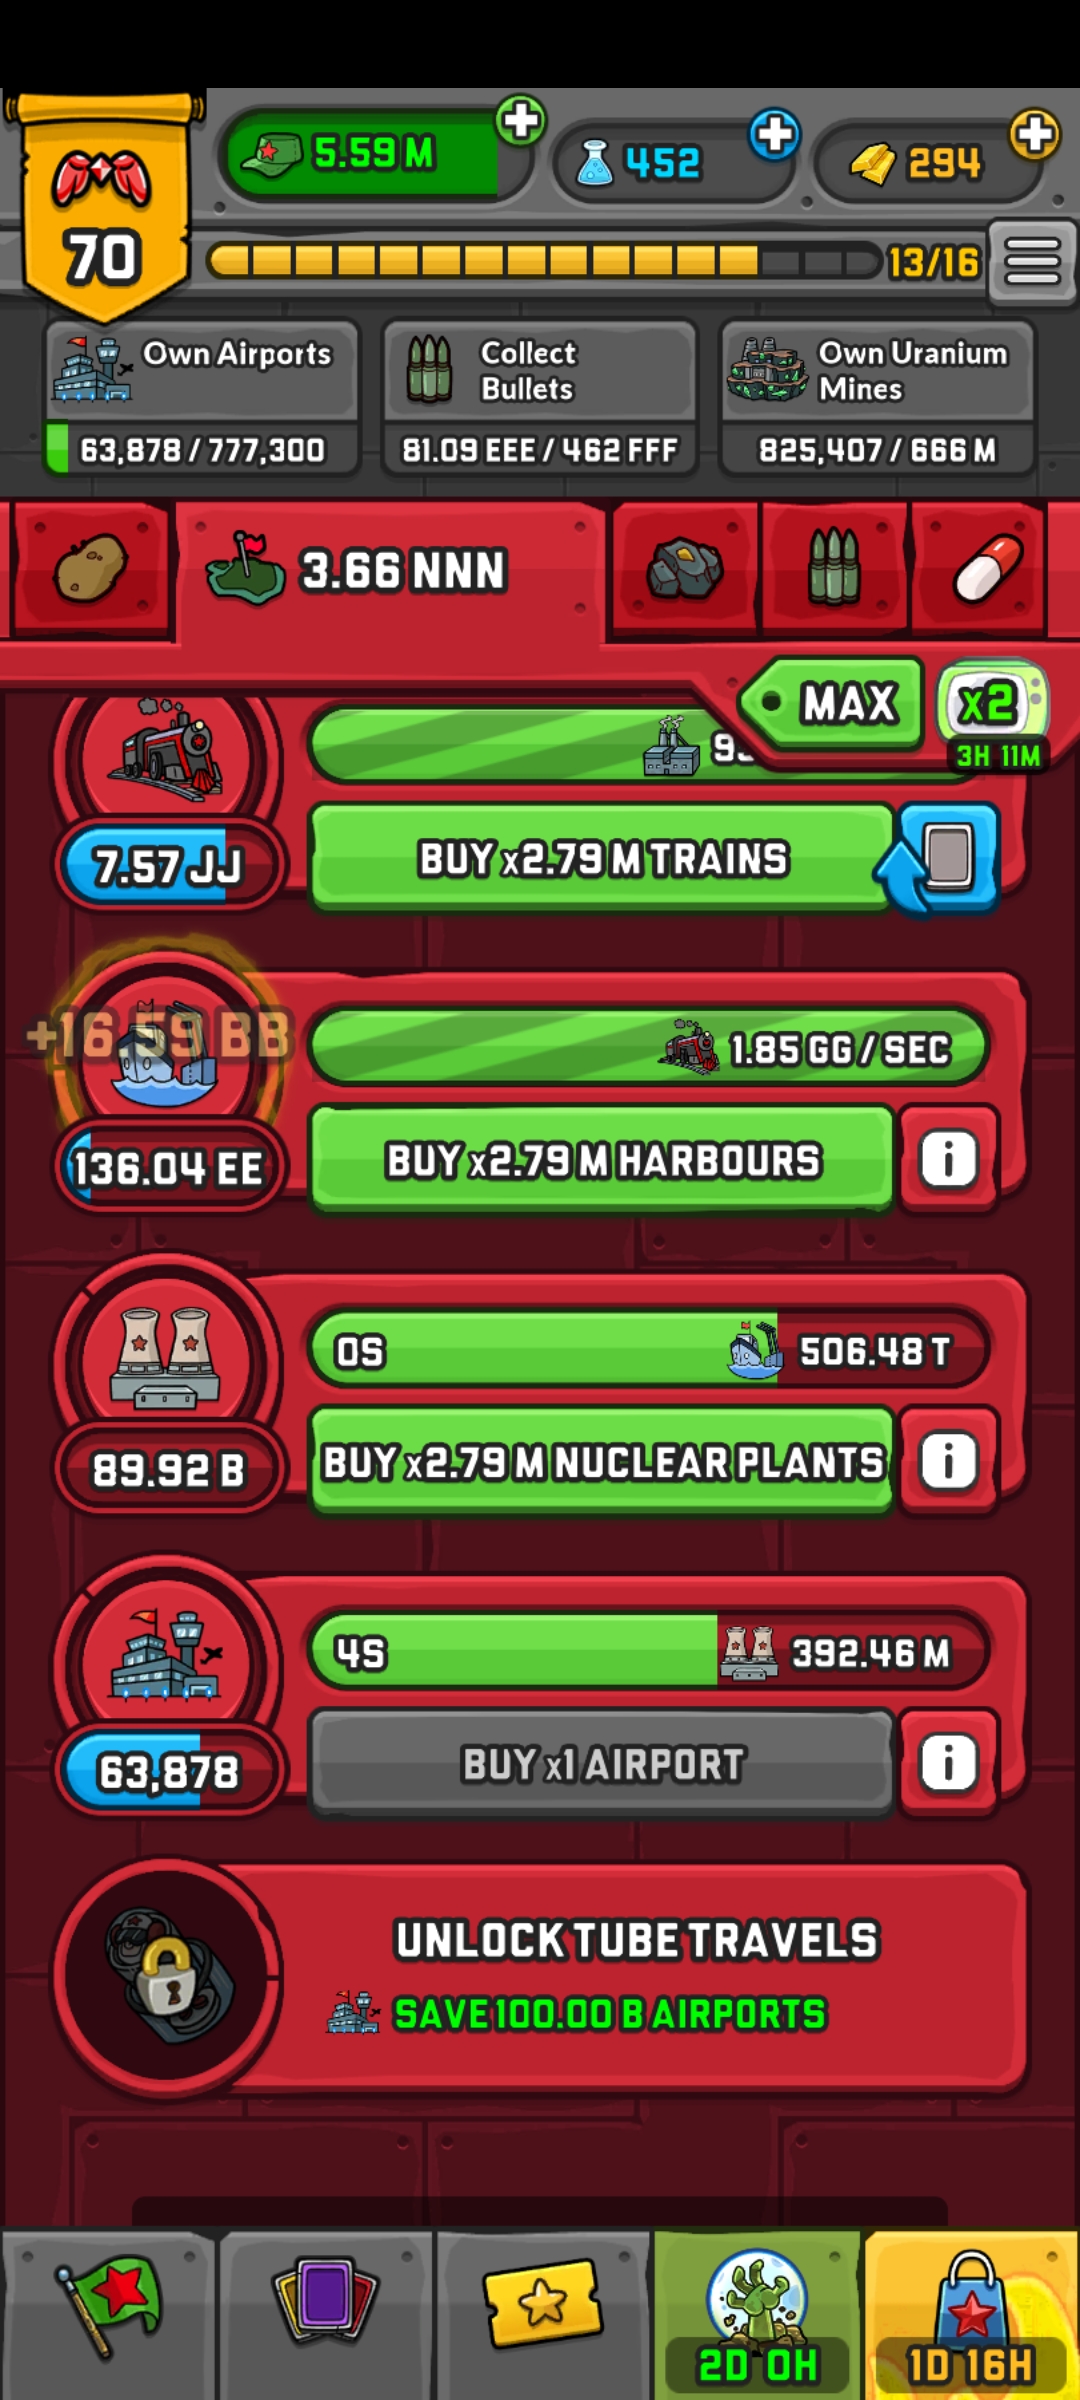 5.59 M
452
294
70
13/16
Own Airports
63,878 / 777,300
Collect
Bullets
81.09 EEE / 462 FFF
Own Uranium
Mines
825,407 / 666 M
3.66 NNN
MAX
x2
3H 11M
7.57 JJ
BUY x2.79 M TRAINS
+16.59 BB
1.85 GG / SEC
136.04 EE
BUY x2.79 M HARBOURS
0S
506.48 T
89.92 B
BUY x2.79 M NUCLEAR PLANTS
4S
392.46 M
63,878
BUY x1 AIRPORT
UNLOCK TUBE TRAVELS
SAVE 100.00 B AIRPORTS
2D 0H
1D 16H